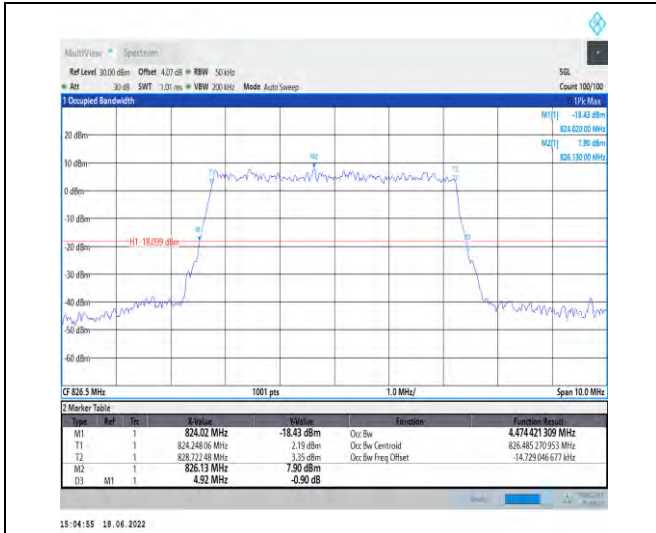 MultiView Spectrum
Ref Level 30.00 dBm Offset 4.07 dB RBW 50 kHz SGL
Att 30 dB SWT 1.01 ms VBW 200 kHz Mode Auto Sweep Count 100/100
1 Occupied Bandwidth 1Pk Max
M1[1] -18.43 dBm
824.02000 MHz
M2[1] 7.90 dBm
826.13000 MHz
20 dBm
10 dBm
M2
T1
T2
0 dBm
-10 dBm
M1
H1 -18.099 dBm
-20 dBm
-30 dBm
-40 dBm
-50 dBm
-60 dBm
CF 826.5 MHz 1001 pts 1.0 MHz/ Span 10.0 MHz
2 Marker Table
Type Ref Trc X-Value Y-Value Function Function Result
M1 1 824.02 MHz -18.43 dBm Occ Bw 4.474 421 309 MHz
T1 1 824.248 06 MHz 2.19 dBm Occ Bw Centroid 826.485 270 953 MHz
T2 1 828.722 48 MHz 3.35 dBm Occ Bw Freq Offset -14.729 046 677 kHz
M2 1 826.13 MHz 7.90 dBm
D3 M1 1 4.92 MHz -0.90 dB
15:04:55 18.06.2022